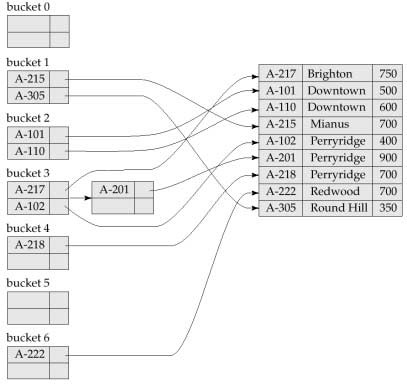 bucket 0
bucket 1
A-215
A-305
bucket 2
A-101
A-110
bucket 3
A-217
A-102
A-201
bucket 4
A-218
bucket 5
bucket 6
A-222
A-217 Brighton 750
A-101 Downtown 500
A-110 Downtown 600
A-215 Mianus 700
A-102 Perryridge 400
A-201 Perryridge 900
A-218 Perryridge 700
A-222 Redwood 700
A-305 Round Hill 350